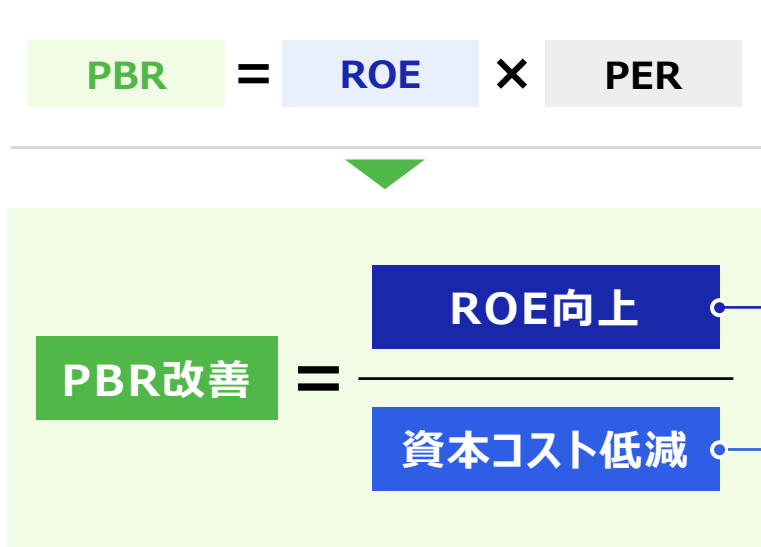 PBR = ROE × PER
ROE向上
PBR改善 =
資本コスト低減